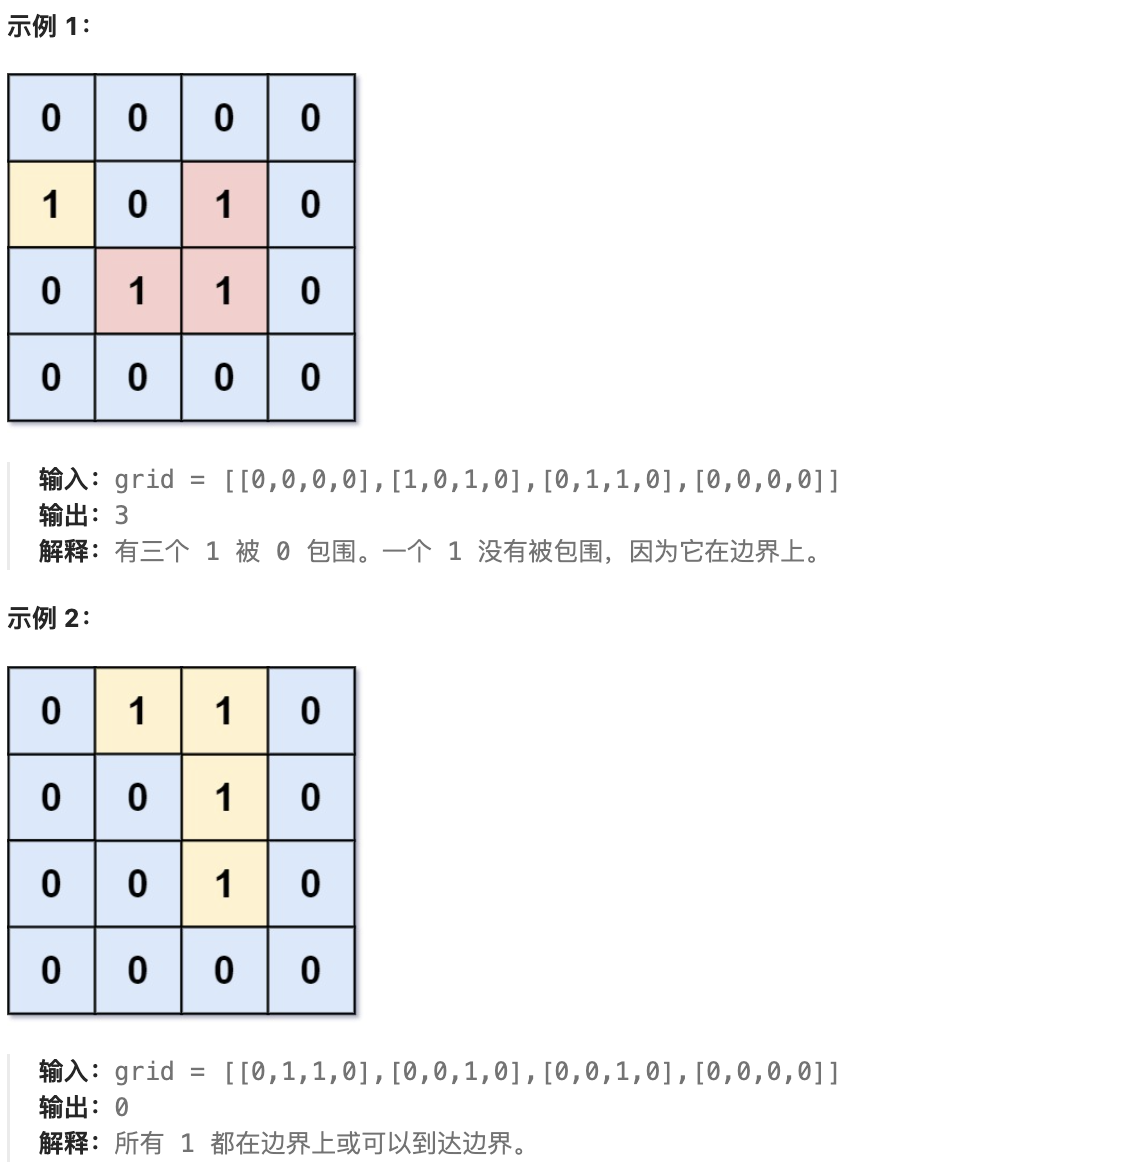 示例 1：
0 0 0 0
1 0 1 0
0 1 1 0
0 0 0 0
输入：grid = [[0,0,0,0],[1,0,1,0],[0,1,1,0],[0,0,0,0]]
输出：3
解释：有三个 1 被 0 包围。一个 1 没有被包围，因为它在边界上。
示例 2：
0 1 1 0
0 0 1 0
0 0 1 0
0 0 0 0
输入：grid = [[0,1,1,0],[0,0,1,0],[0,0,1,0],[0,0,0,0]]
输出：0
解释：所有 1 都在边界上或可以到达边界。